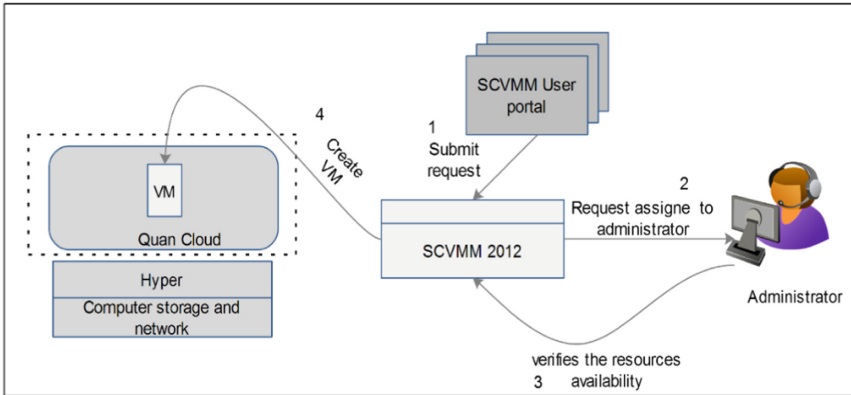 SCVMM User
portal
1
Submit
request
4
Create
VM
VM
Quan Cloud
Hyper
Computer storage and
network
SCVMM 2012
2
Request assigne to
administrator
Administrator
verifies the resources
3 availability